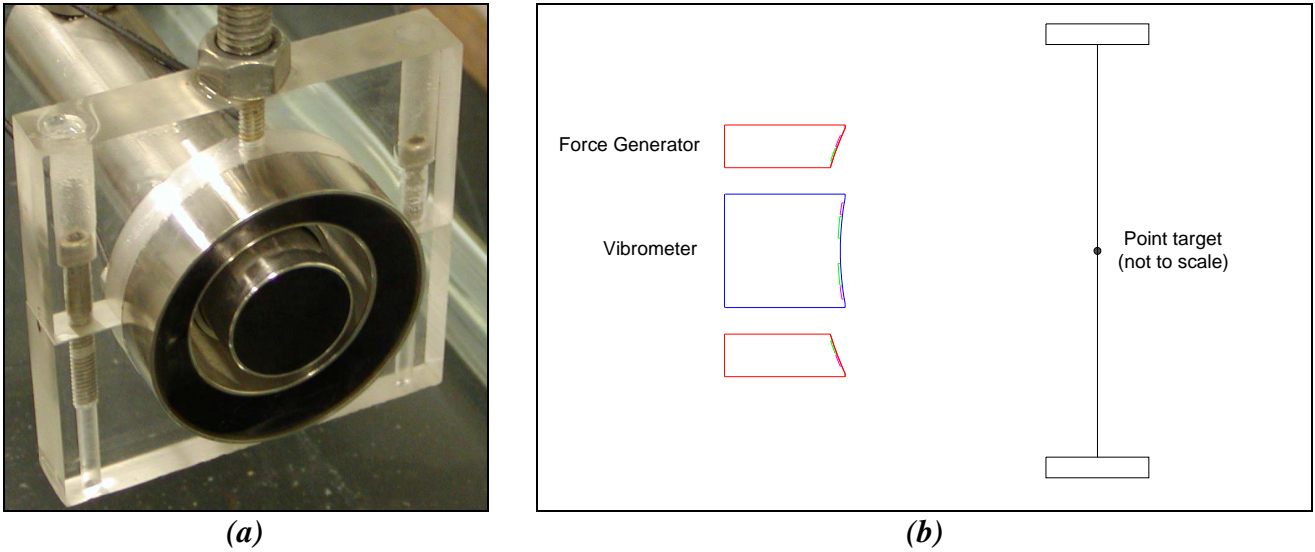 Force Generator
Vibrometer
Point target
(not to scale)
(a)
(b)